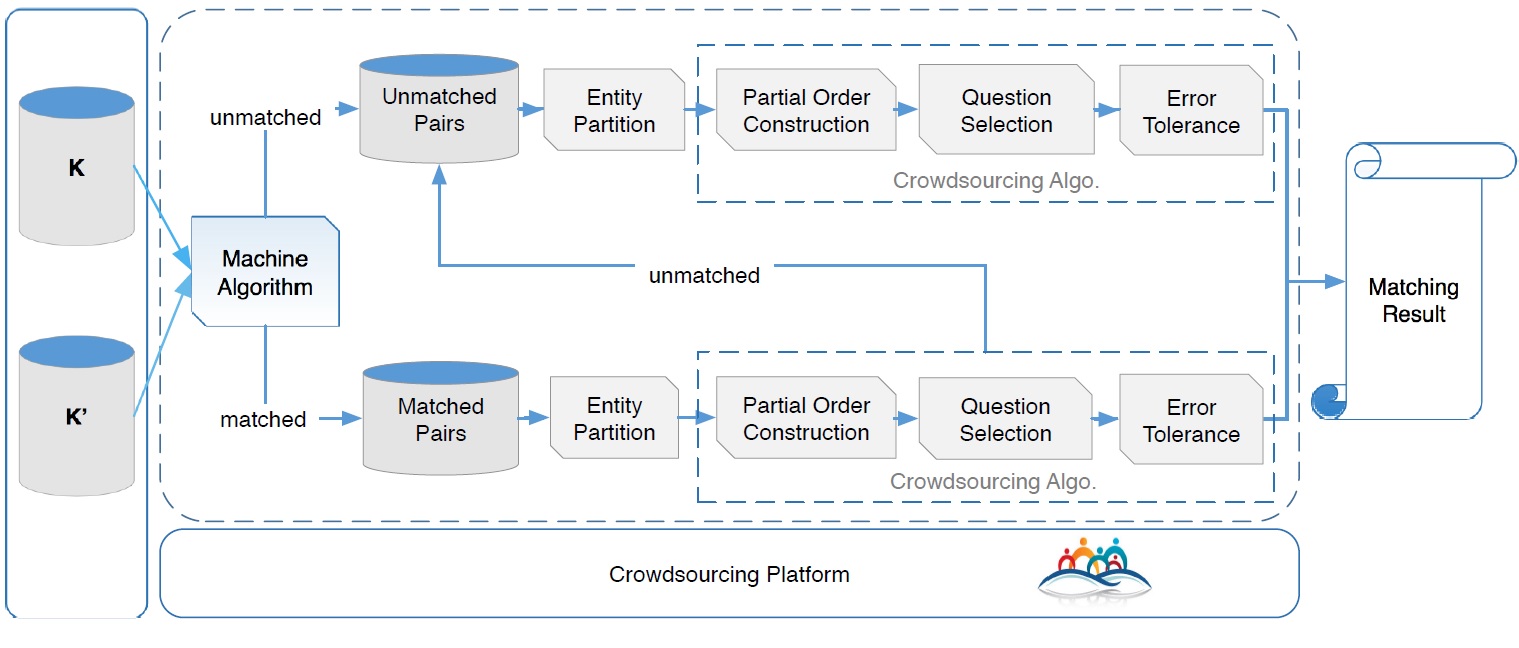 K
K’
Machine
Algorithm
unmatched
Unmatched
Pairs
Entity
Partition
Partial Order
Construction
Question
Selection
Error
Tolerance
Crowdsourcing Algo.
unmatched
matched
Matched
Pairs
Entity
Partition
Partial Order
Construction
Question
Selection
Error
Tolerance
Crowdsourcing Algo.
Matching
Result
Crowdsourcing Platform